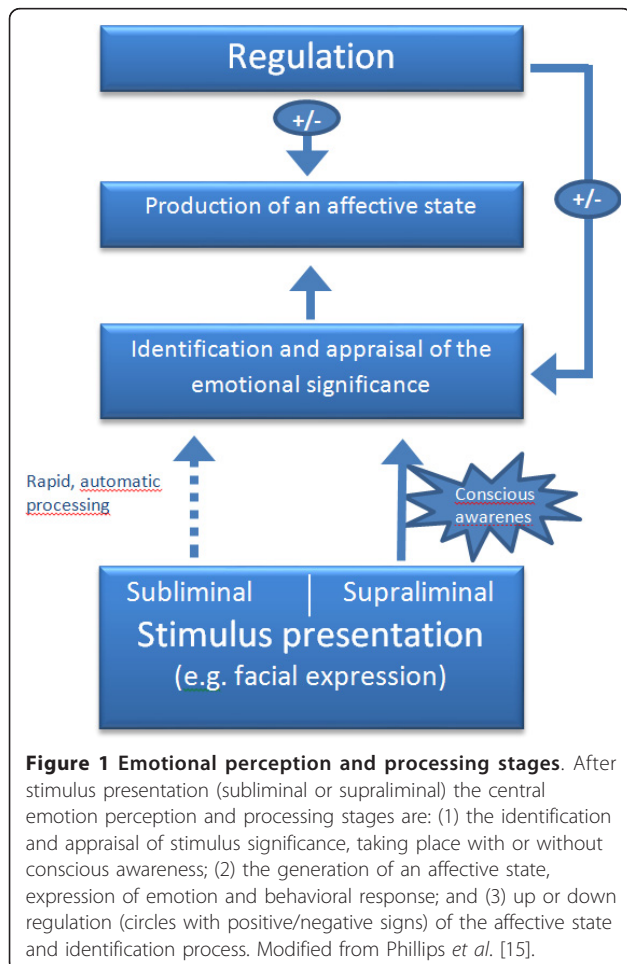 Regulation
+/-
Production of an affective state
+/-
Identification and appraisal of the
emotional significance
Rapid, automatic
processing
Conscious
awarenes
Subliminal | Supraliminal
Stimulus presentation
(e.g. facial expression)
Figure 1 Emotional perception and processing stages. After
stimulus presentation (subliminal or supraliminal) the central
emotion perception and processing stages are: (1) the identification
and appraisal of stimulus significance, taking place with or without
conscious awareness; (2) the generation of an affective state,
expression of emotion and behavioral response; and (3) up or down
regulation (circles with positive/negative signs) of the affective state
and identification process. Modified from Phillips et al. [15].